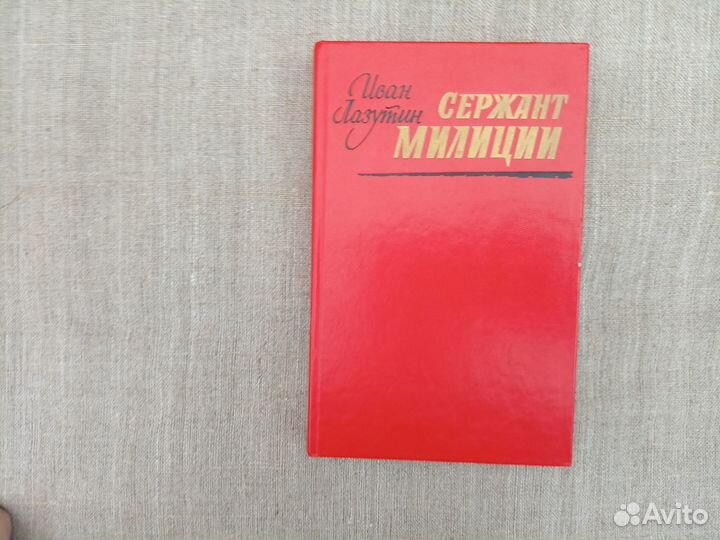 Иван
Лазутин
СЕРЖАНТ
МИЛИЦИИ
Avito